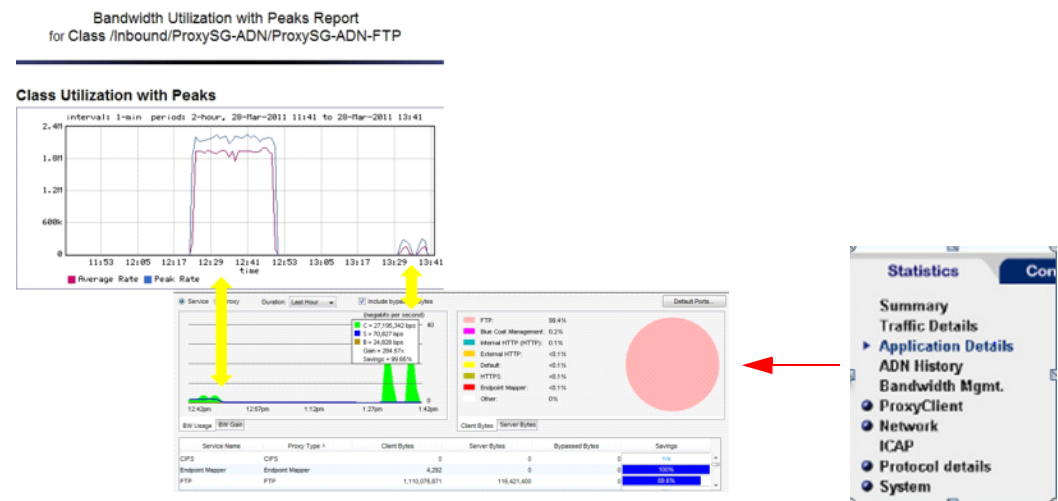 Bandwidth Utilization with Peaks Report
for Class /Inbound/ProxySG-ADN/ProxySG-ADN-FTP
Class Utilization with Peaks
interval: 1-min period: 2-hour, 28-Mar-2011 11:41 to 28-Mar-2011 13:41
2.4M
1.8M
1.2M
600k
0
11:53 12:05 12:17 12:29 12:41 12:53 13:05 13:17 13:29 13:41
time
Average Rate Peak Rate
Service Proxy Duration: Last Hour Include bypassed bytes Default Ports...
(megabits per second)
C = 27,195,342 bps
S = 70,827 bps
B = 24,828 bps
Gain = 284.57x
Savings = 99.65%
40
0
12:42pm 12:57pm 1:12pm 1:27pm 1:42pm
BW Usage BW Gain
FTP: 99.4%
Blue Coat Management: 0.2%
Internal HTTP (HTTP): 0.1%
External HTTP: <0.1%
Default: <0.1%
HTTPS: <0.1%
Endpoint Mapper: <0.1%
Other: 0%
Client Bytes Server Bytes
Service Name Proxy Type Client Bytes Server Bytes Bypassed Bytes Savings
CIFS CIFS 0 0 0 n/a
Endpoint Mapper Endpoint Mapper 4,292 0 0 100%
FTP FTP 1,110,076,871 116,421,400 0 89.6%
Statistics Con
Summary
Traffic Details
Application Details
ADN History
Bandwidth Mgmt.
ProxyClient
Network
ICAP
Protocol details
System